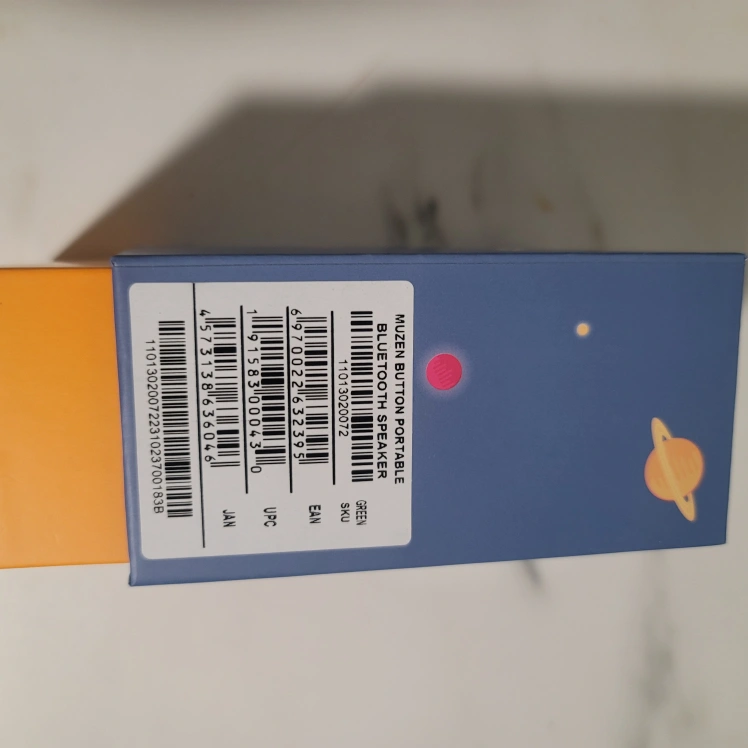 MUZEN BUTTON PORTABLE
BLUETOOTH SPEAKER
GREEN
SKU
11013020072
EAN
6970022632395
UPC
191583000430
JAN
4573138636046
11013020072231023700183B